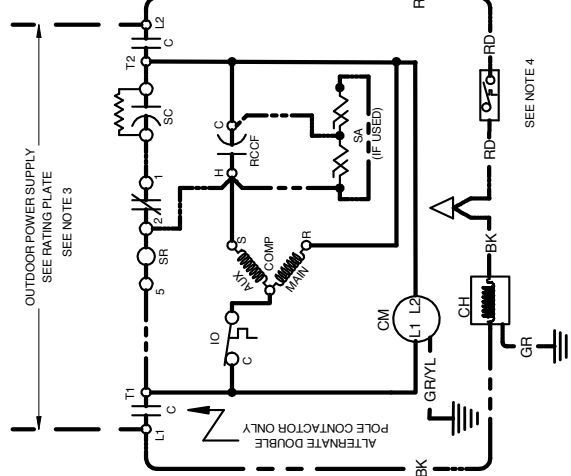 OUTDOOR POWER SUPPLY
SEE RATING PLATE
SEE NOTE 3
L2
C
T2
SC
1
2
SR
5
T1
C
L1
ALTERNATE DOUBLE
POLE CONTACTOR ONLY
C
RCCF
H
SA
(IF USED)
S
AUX
COMP
MAIN
R
IO
C
CM
L1 L2
GR/YL
RD
RD
SEE NOTE 4
BK
CH
GR
BK
R